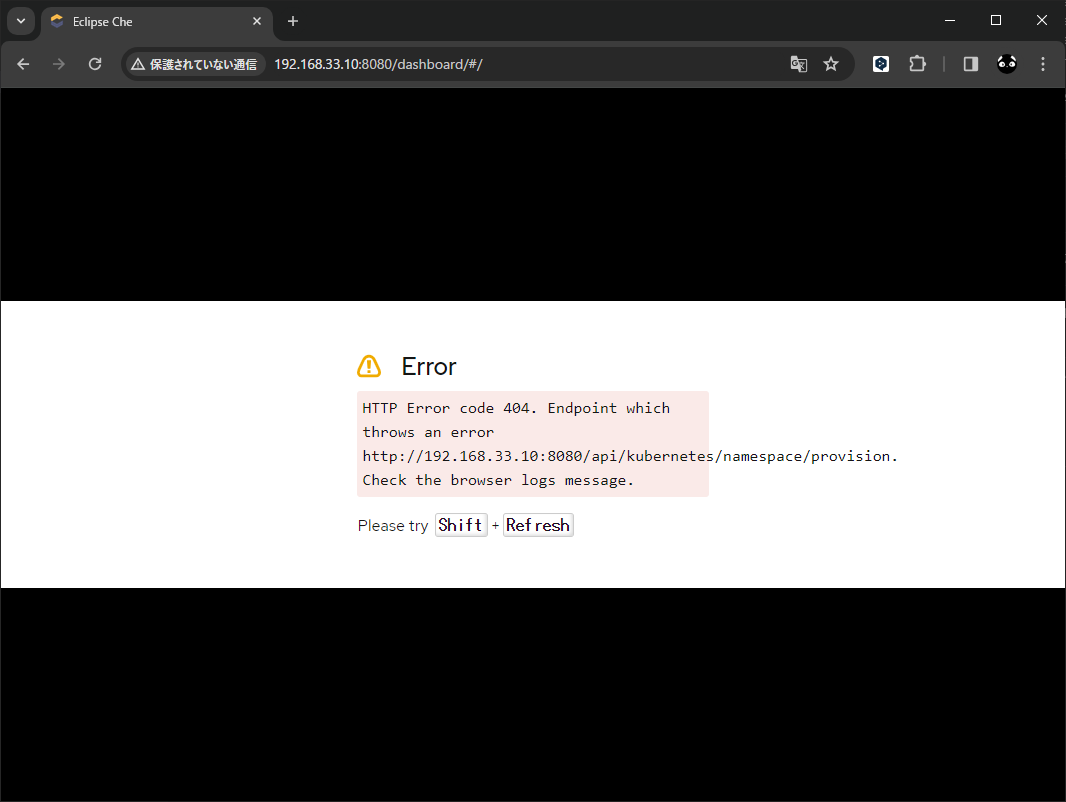 Eclipse Che
保護されていない通信 192.168.33.10:8080/dashboard/#/
Error
HTTP Error code 404. Endpoint which
throws an error
http://192.168.33.10:8080/api/kubernetes/namespace/provision.
Check the browser logs message.
Please try Shift + Refresh